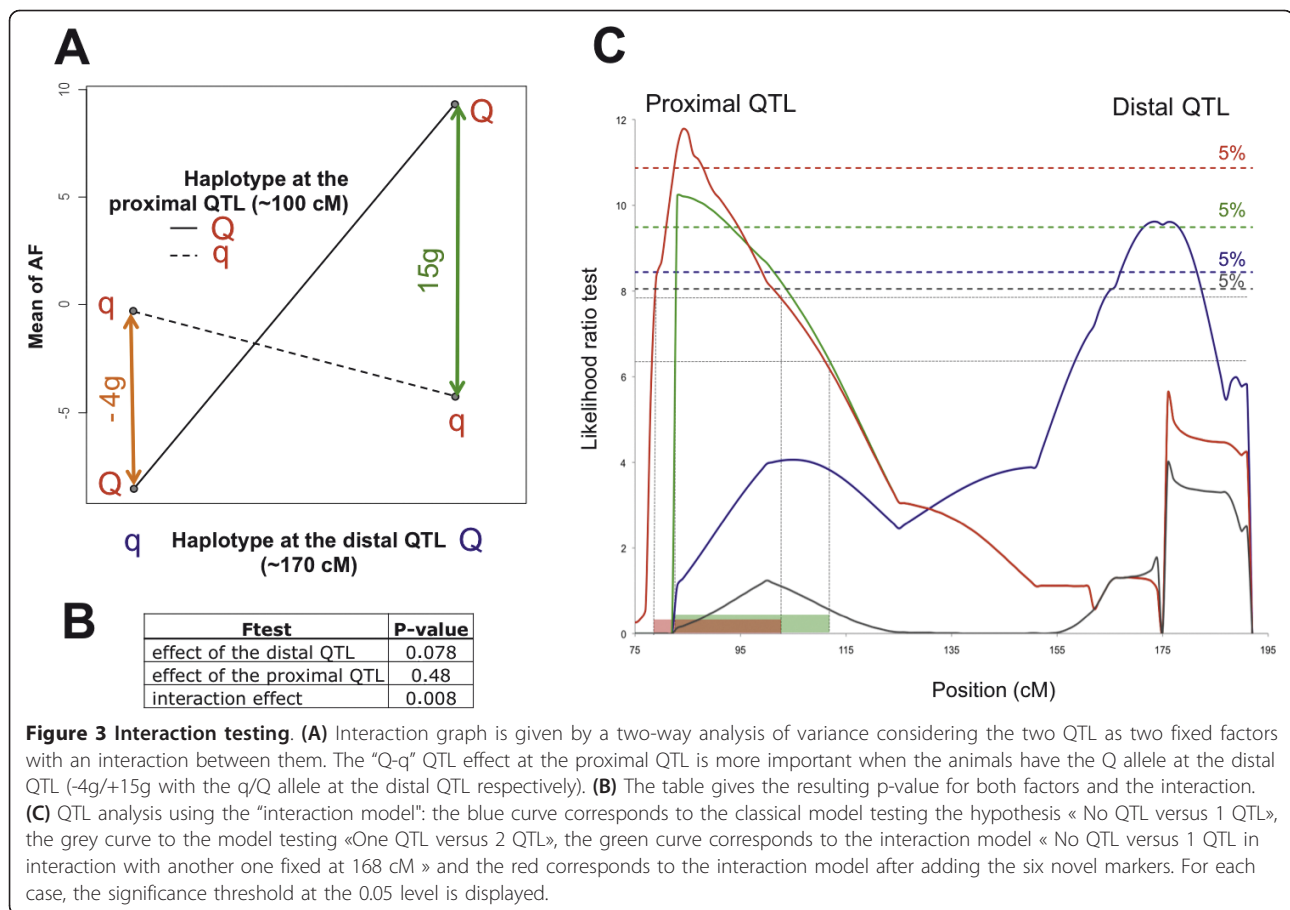 A
10
5
0
-5
Mean of AF
Haplotype at the
proximal QTL (~100 cM)
Q
q
Q
15g
q
q
-4g
Q
q Haplotype at the distal QTL Q
(~170 cM)
B
Ftest P-value
effect of the distal QTL 0.078
effect of the proximal QTL 0.48
interaction effect 0.008
C
Proximal QTL Distal QTL
Likelihood ratio test
12
10
8
6
4
2
0
5%
5%
5%
5%
75 95 115 135 155 175 195
Position (cM)
Figure 3 Interaction testing. (A) Interaction graph is given by a two-way analysis of variance considering the two QTL as two fixed factors
with an interaction between them. The “Q-q” QTL effect at the proximal QTL is more important when the animals have the Q allele at the distal
QTL (-4g/+15g with the q/Q allele at the distal QTL respectively). (B) The table gives the resulting p-value for both factors and the interaction.
(C) QTL analysis using the “interaction model": the blue curve corresponds to the classical model testing the hypothesis « No QTL versus 1 QTL»,
the grey curve to the model testing «One QTL versus 2 QTL», the green curve corresponds to the interaction model « No QTL versus 1 QTL in
interaction with another one fixed at 168 cM » and the red corresponds to the interaction model after adding the six novel markers. For each
case, the significance threshold at the 0.05 level is displayed.